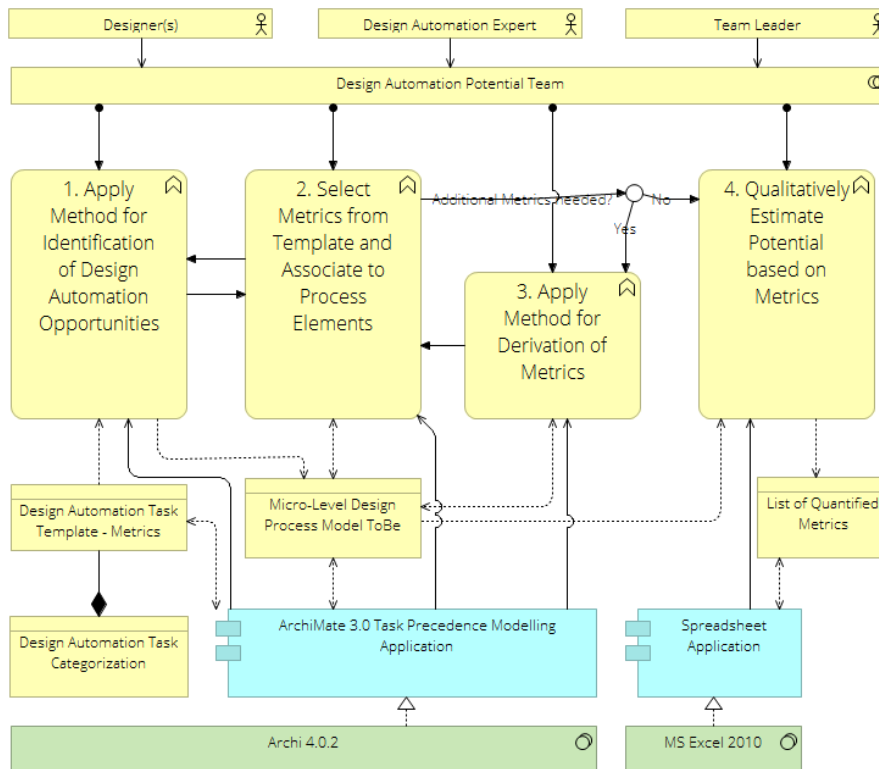 Designer(s)
Design Automation Expert
Team Leader
Design Automation Potential Team
1. Apply
Method for
Identification
of Design
Automation
Opportunities
2. Select
Metrics from
Template and
Associate to
Process
Elements
Additional Metrics needed?
No
Yes
3. Apply
Method for
Derivation of
Metrics
4. Qualitatively
Estimate
Potential
based on
Metrics
Design Automation Task
Template - Metrics
Micro-Level Design
Process Model ToBe
List of Quantified
Metrics
Design Automation Task
Categorization
ArchiMate 3.0 Task Precedence Modelling
Application
Spreadsheet
Application
Archi 4.0.2
MS Excel 2010